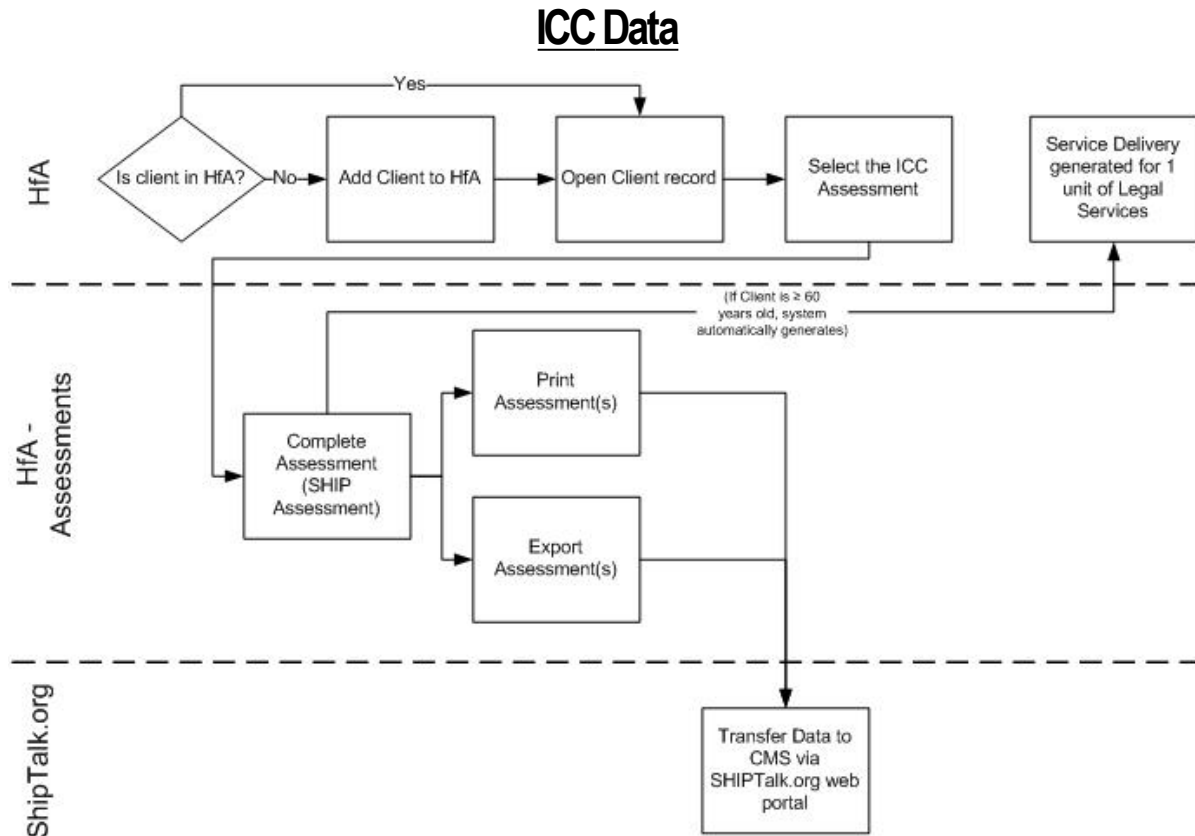 ICC Data
Yes
HfA
Is client in HfA?
No
Add Client to HfA
Open Client record
Select the ICC
Assessment
Service Delivery
generated for 1
unit of Legal
Services
(If Client is ≥ 60
years old, system
automatically generates)
HfA -
Assessments
Complete
Assessment
(SHIP
Assessment)
Print
Assessment(s)
Export
Assessment(s)
ShipTalk.org
Transfer Data to
CMS via
SHIPTalk.org web
portal